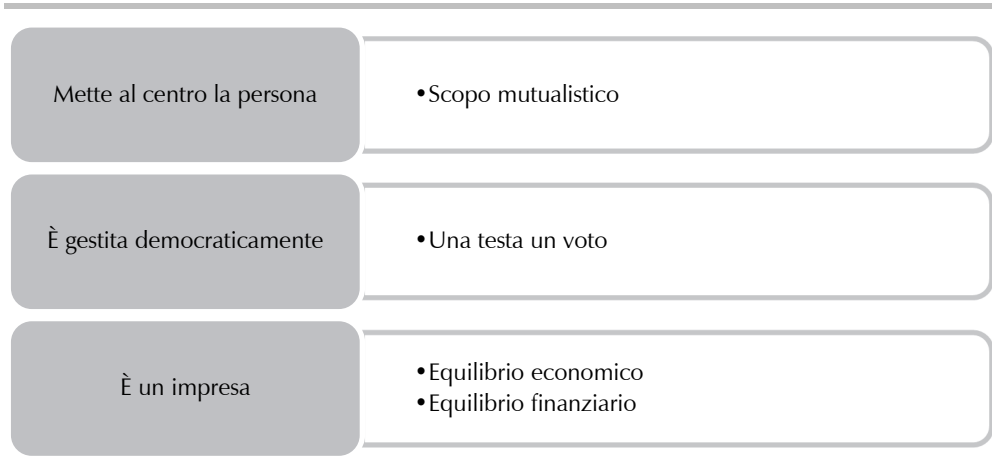 Mette al centro la persona
•Scopo mutualistico
È gestita democraticamente
•Una testa un voto
È un impresa
•Equilibrio economico
•Equilibrio finanziario